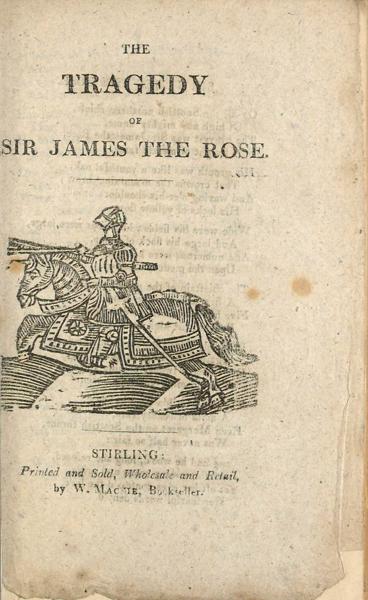 THE
TRAGEDY
OF
SIR JAMES THE ROSE.
STIRLING:
Printed and Sold, Wholesale and Retail,
by W. MACNIE, Bookseller.